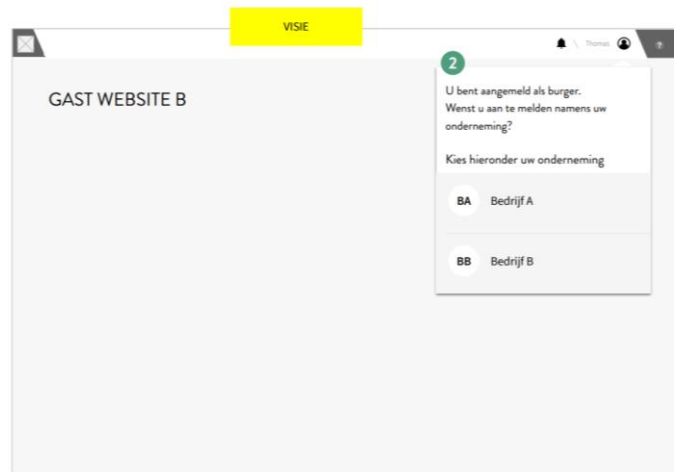 VISIE
\ Thomas
?
2
GAST WEBSITE B
U bent aangemeld als burger.
Wenst u aan te melden namens uw
onderneming?
Kies hieronder uw onderneming
BA Bedrijf A
BB Bedrijf B